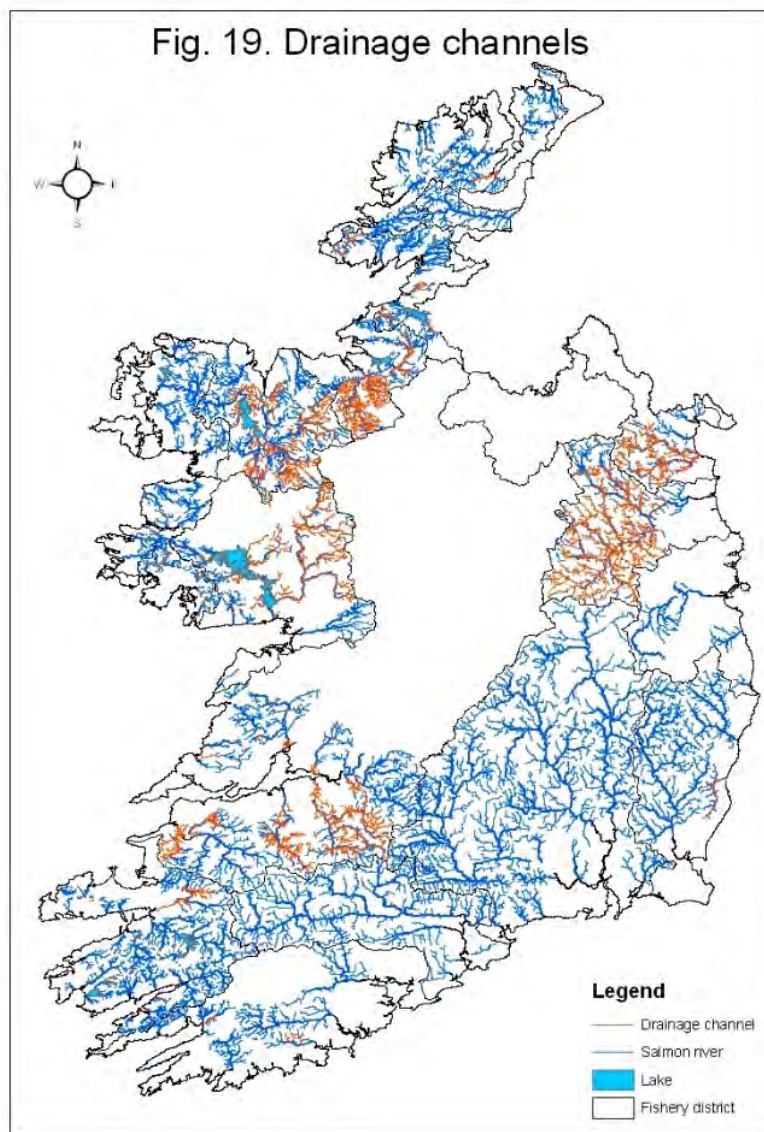 Fig. 19. Drainage channels
N
W
S
Legend
Drainage channel
Salmon river
Lake
Fishery district